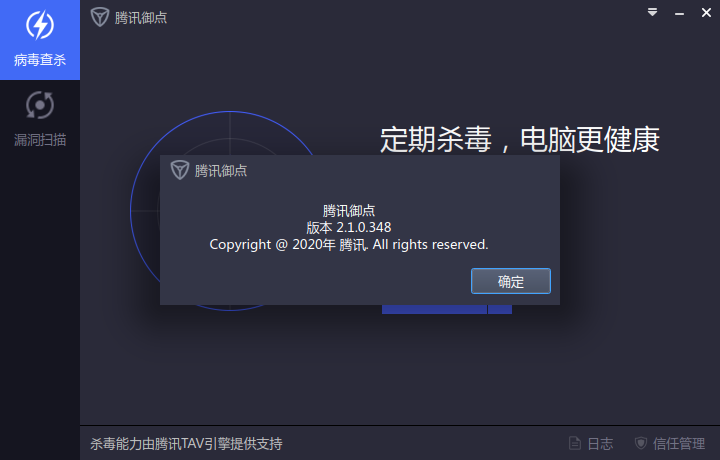 腾讯御点
病毒查杀
漏洞扫描
定期杀毒，电脑更健康
腾讯御点
腾讯御点
版本 2.1.0.348
Copyright @ 2020年 腾讯. All rights reserved.
确定
杀毒能力由腾讯TAV引擎提供支持
日志
信任管理